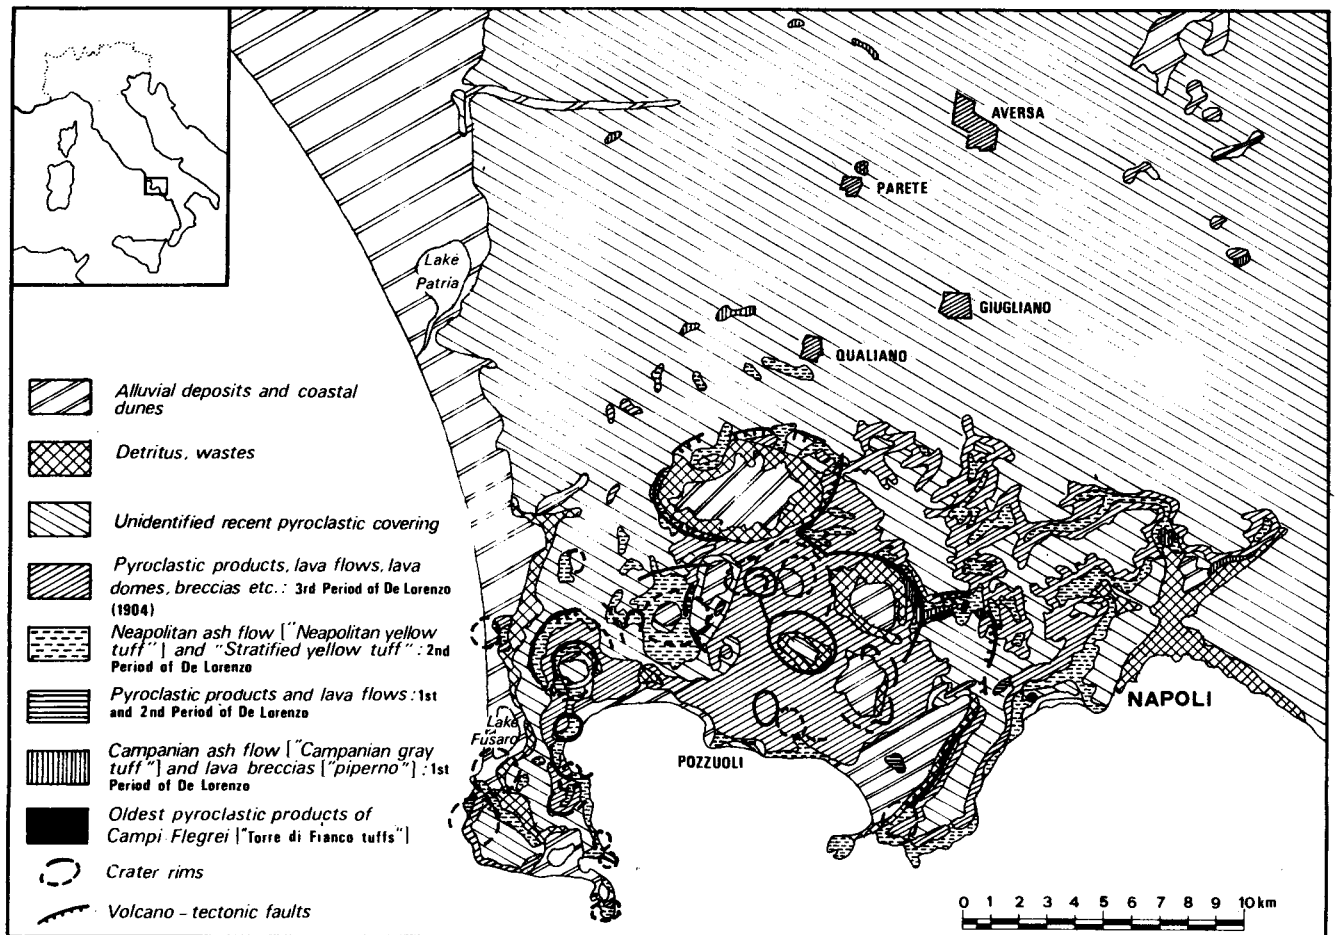 AVERSA
PARETE
Lake
Patria
GIUGLIANO
QUALIANO
Alluvial deposits and coastal
dunes
Detritus, wastes
Unidentified recent pyroclastic covering
Pyroclastic products, lava flows, lava
domes, breccias etc.: 3rd Period of De Lorenzo
(1904)
Neapolitan ash flow ["Neapolitan yellow
tuff"] and "Stratified yellow tuff": 2nd
Period of De Lorenzo
Pyroclastic products and lava flows: 1st
and 2nd Period of De Lorenzo
Campanian ash flow ["Campanian gray
tuff"] and lava breccias ["piperno"]: 1st
Period of De Lorenzo
Oldest pyroclastic products of
Campi Flegrei ["Torre di Franco tuffs"]
Crater rims
Volcano - tectonic faults
Lake
Fusaro
POZZUOLI
NAPOLI
0 1 2 3 4 5 6 7 8 9 10 km